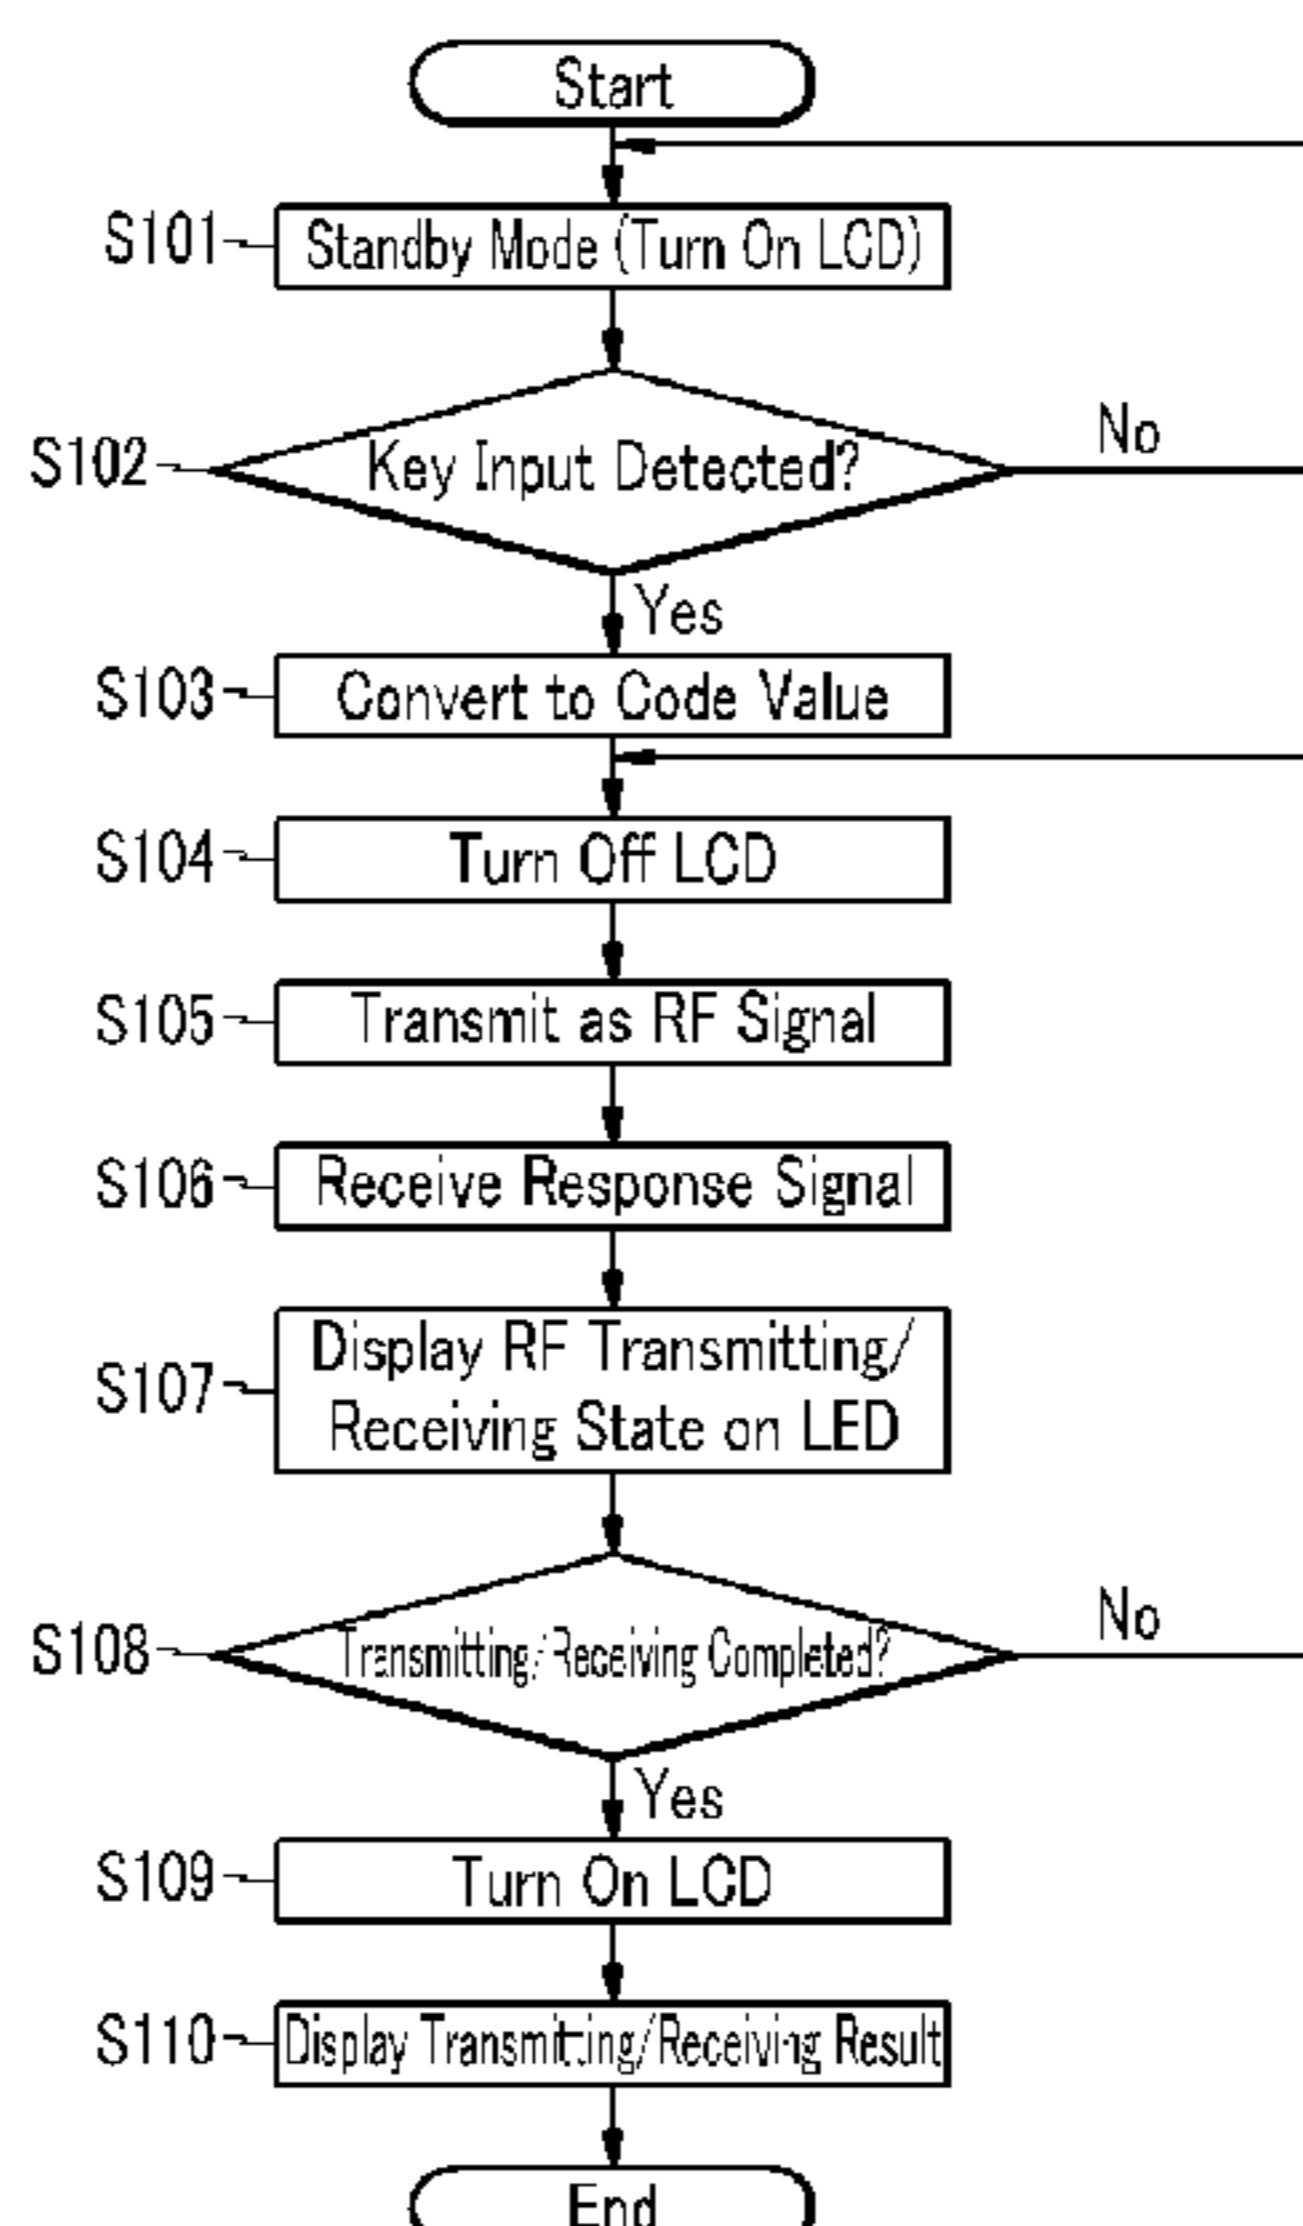 Start
S101 Standby Mode (Turn On LCD)
S102 Key Input Detected? No
Yes
S103 Convert to Code Value
S104 Turn Off LCD
S105 Transmit as RF Signal
S106 Receive Response Signal
Display RF Transmitting/
S107
Receiving State on LED
No
S108 Transmitting/Receiving Completed?
Yes
S109 Turn On LCD
S110 Display Transmitting/Receiving Result
End